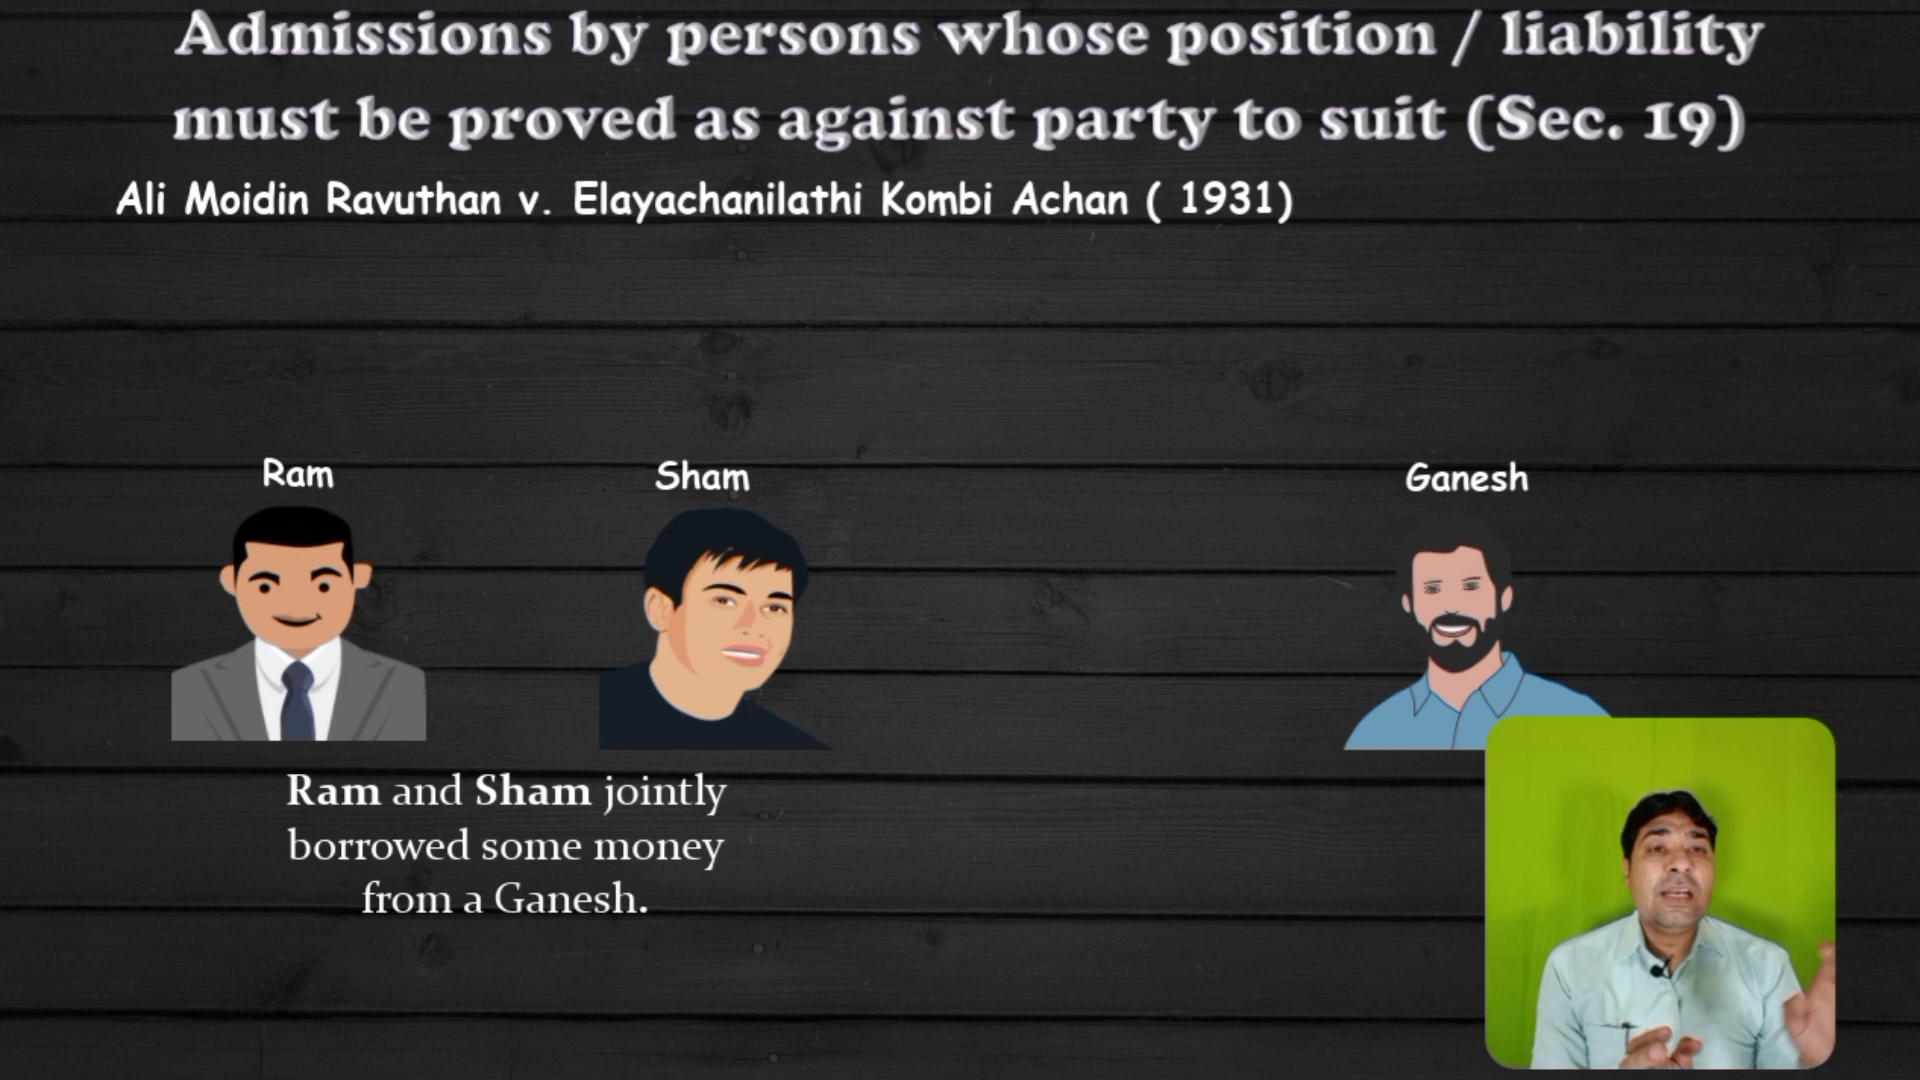 Admissions by persons whose position / liability
must be proved as against party to suit (Sec. 19)
Ali Moidin Ravuthan v. Elayachanilathi Kombi Achan ( 1931)
Ram
Sham
Ganesh
Ram and Sham jointly
borrowed some money
from a Ganesh.